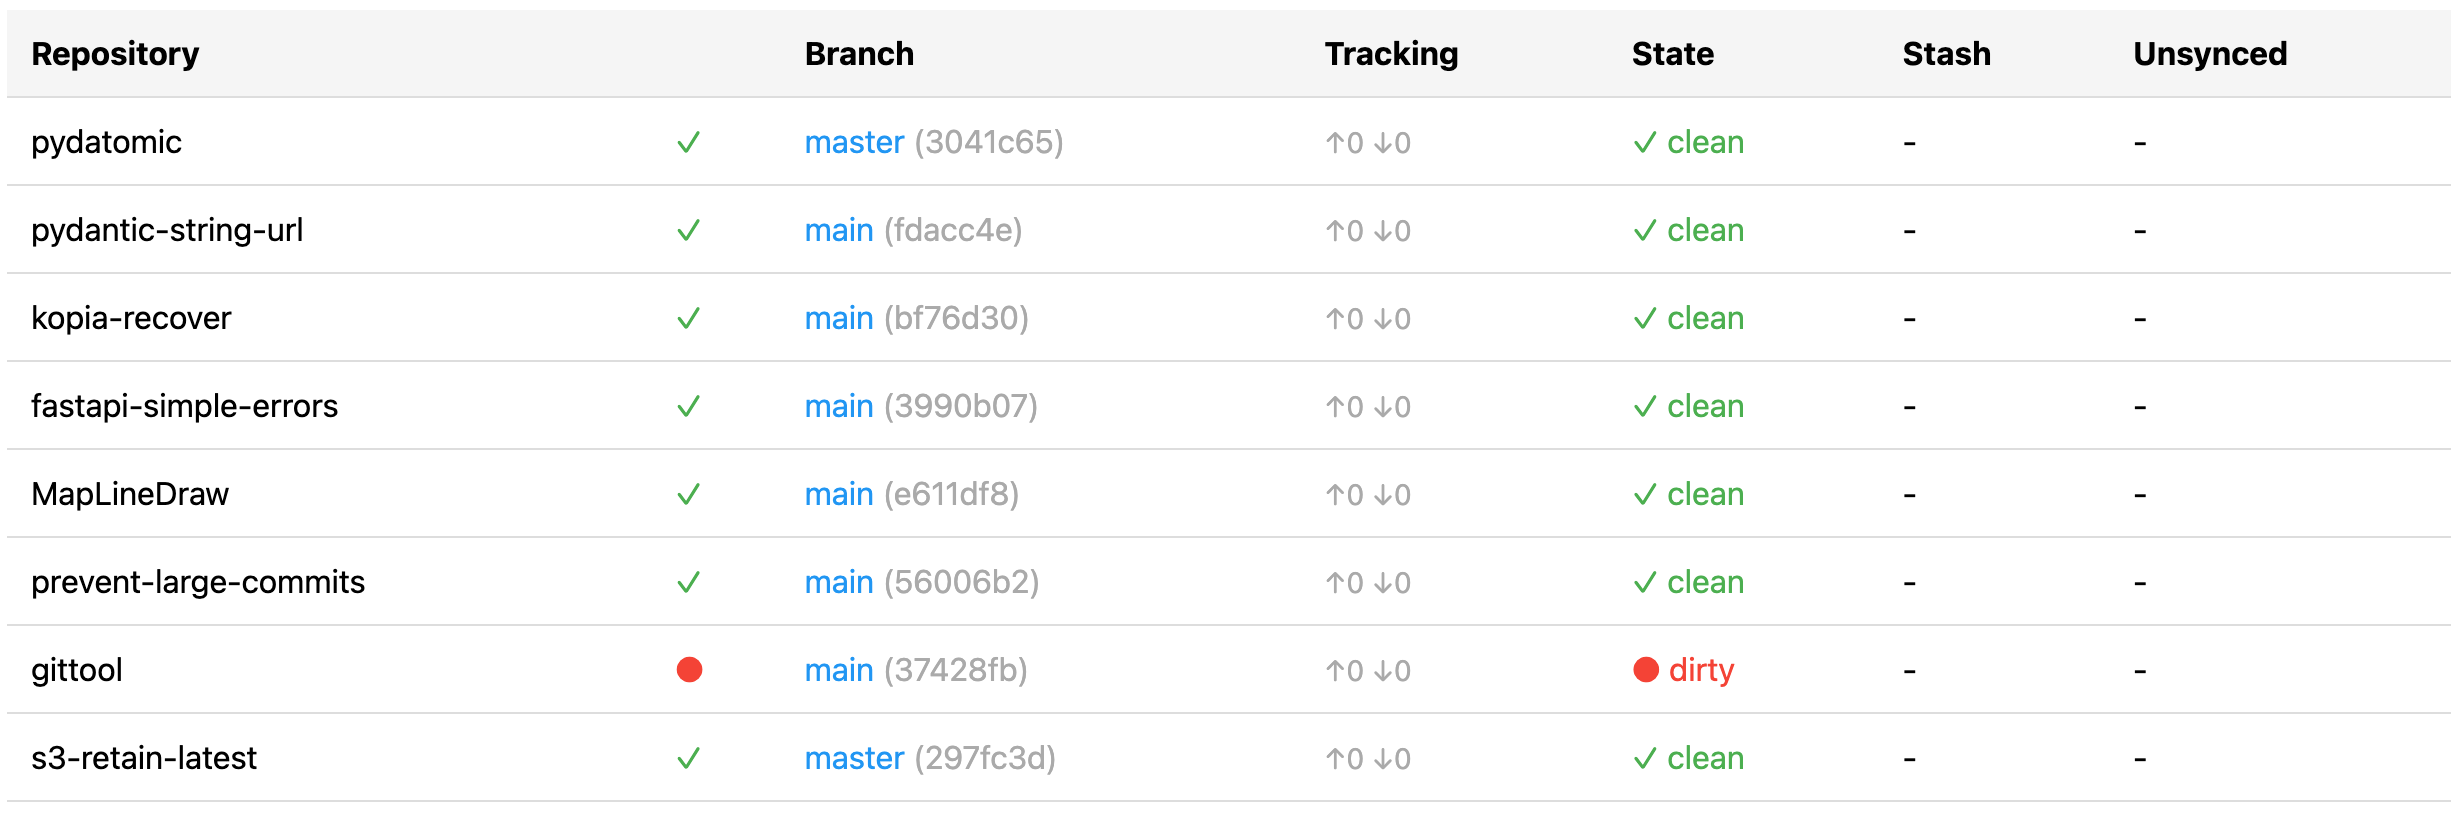 Repository Branch Tracking State Stash Unsynced
pydatomic ✓ master (3041c65) ↑0 ↓0 ✓ clean - -
pydantic-string-url ✓ main (fdacc4e) ↑0 ↓0 ✓ clean - -
kopia-recover ✓ main (bf76d30) ↑0 ↓0 ✓ clean - -
fastapi-simple-errors ✓ main (3990b07) ↑0 ↓0 ✓ clean - -
MapLineDraw ✓ main (e611df8) ↑0 ↓0 ✓ clean - -
prevent-large-commits ✓ main (56006b2) ↑0 ↓0 ✓ clean - -
gittool ● main (37428fb) ↑0 ↓0 ● dirty - -
s3-retain-latest ✓ master (297fc3d) ↑0 ↓0 ✓ clean - -